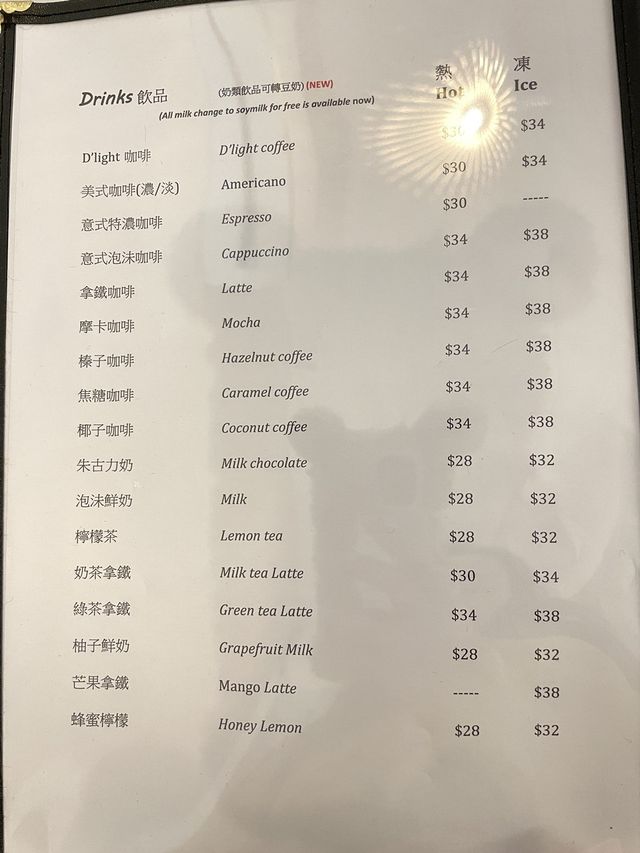 Drinks 飲品 (奶類飲品可轉豆奶) (NEW) 熱 凍
(All milk change to soymilk for free is available now) Hot Ice
D'light 咖啡 D'light coffee $30 $34
美式咖啡(濃/淡) Americano $30 $34
意式特濃咖啡 Espresso $30 -----
意式泡沫咖啡 Cappuccino $34 $38
拿鐵咖啡 Latte $34 $38
摩卡咖啡 Mocha $34 $38
榛子咖啡 Hazelnut coffee $34 $38
焦糖咖啡 Caramel coffee $34 $38
椰子咖啡 Coconut coffee $34 $38
朱古力奶 Milk chocolate $28 $32
泡沫鮮奶 Milk $28 $32
檸檬茶 Lemon tea $28 $32
奶茶拿鐵 Milk tea Latte $30 $34
綠茶拿鐵 Green tea Latte $34 $38
柚子鮮奶 Grapefruit Milk $28 $32
芒果拿鐵 Mango Latte ----- $38
蜂蜜檸檬 Honey Lemon $28 $32